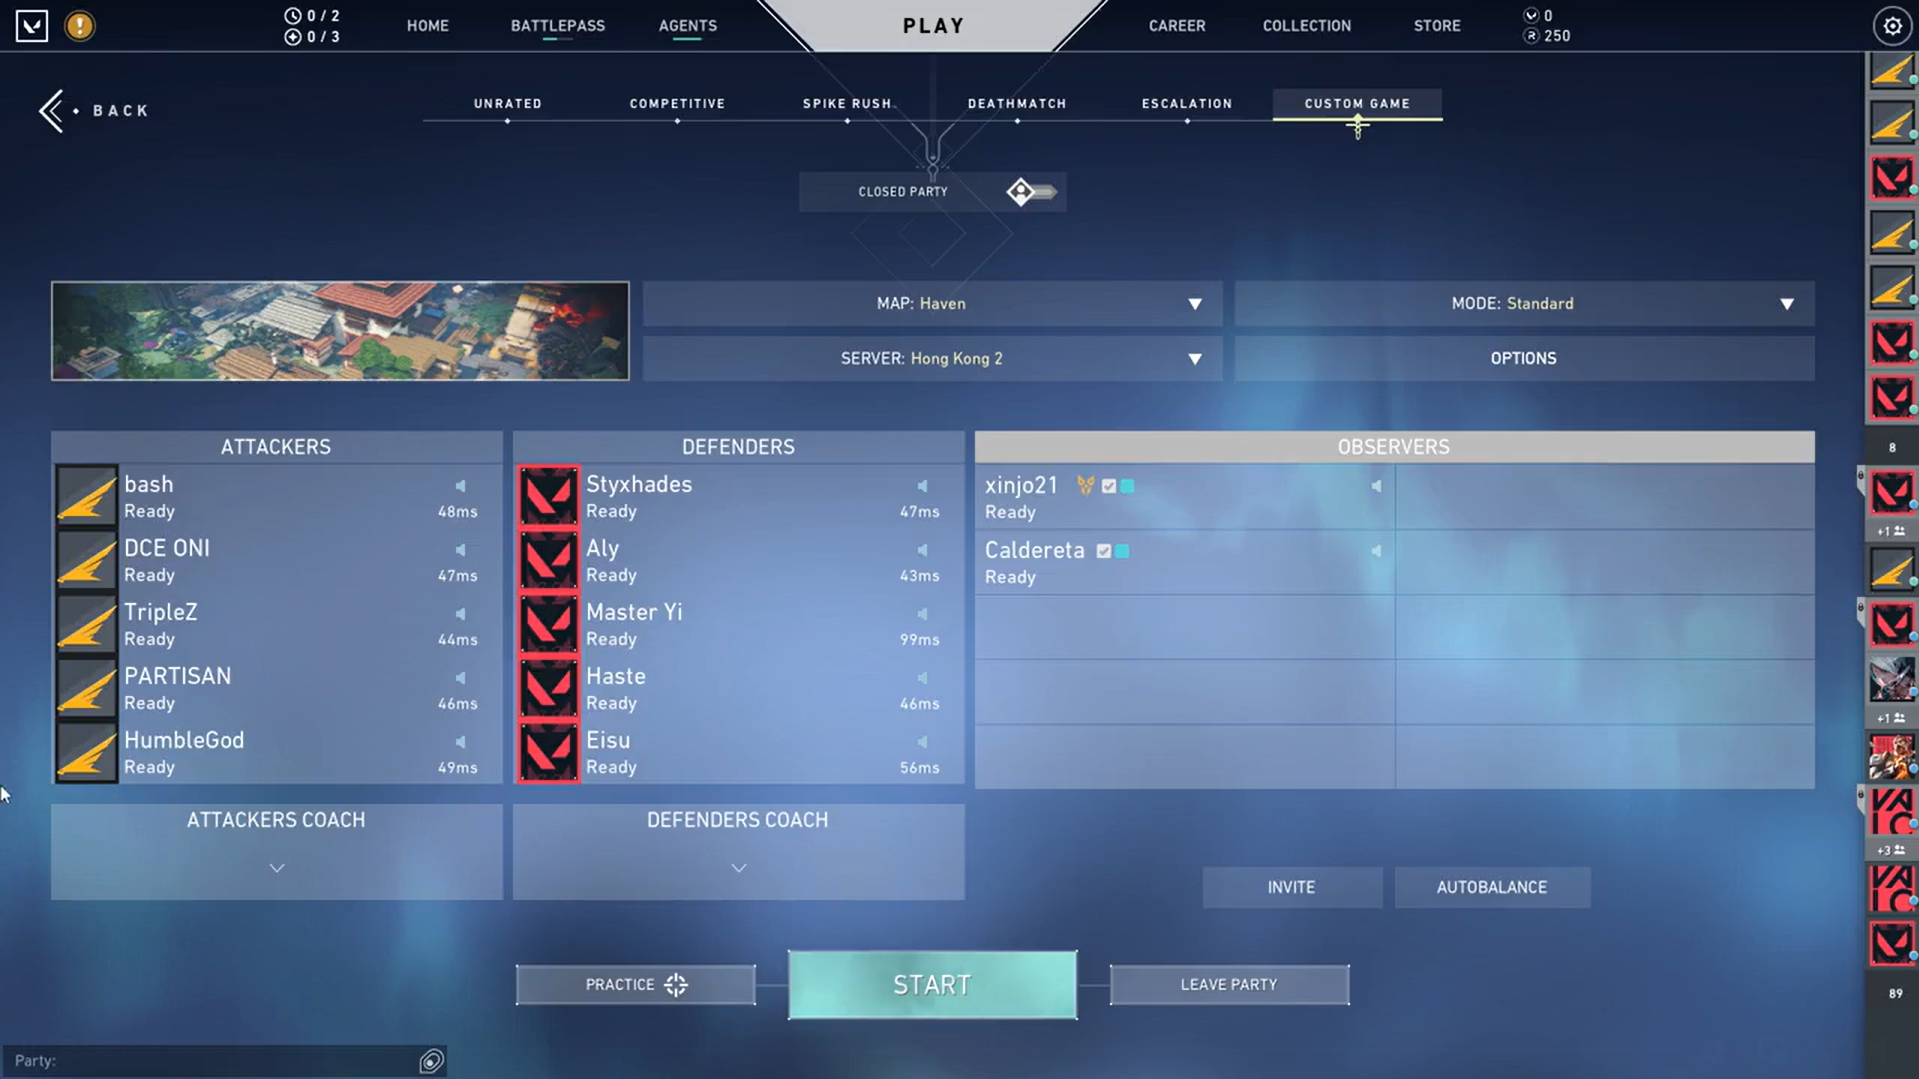 0 / 2
0 / 3
HOME
BATTLEPASS
AGENTS
PLAY
CAREER
COLLECTION
STORE
0
250
BACK
UNRATED
COMPETITIVE
SPIKE RUSH
DEATHMATCH
ESCALATION
CUSTOM GAME
CLOSED PARTY
MAP: Haven
MODE: Standard
SERVER: Hong Kong 2
OPTIONS
ATTACKERS
bash
Ready 48ms
DCE ONI
Ready 47ms
TripleZ
Ready 44ms
PARTISAN
Ready 46ms
HumbleGod
Ready 49ms
DEFENDERS
Styxhades
Ready 47ms
Aly
Ready 43ms
Master Yi
Ready 99ms
Haste
Ready 46ms
Eisu
Ready 56ms
OBSERVERS
xinjo21
Ready
Caldereta
Ready
ATTACKERS COACH
DEFENDERS COACH
INVITE
AUTOBALANCE
PRACTICE
START
LEAVE PARTY
Party:
8
+1
+1
+3
89